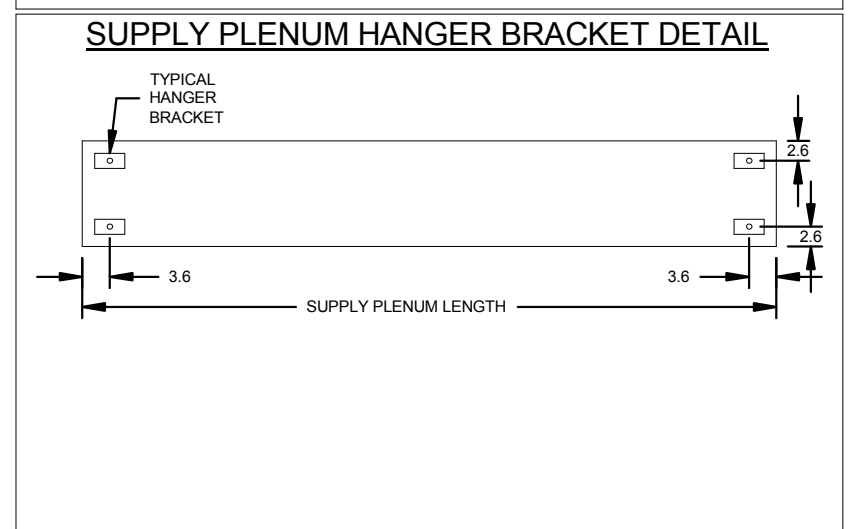 SUPPLY PLENUM HANGER BRACKET DETAIL
TYPICAL
HANGER
BRACKET
2.6
2.6
3.6
3.6
SUPPLY PLENUM LENGTH